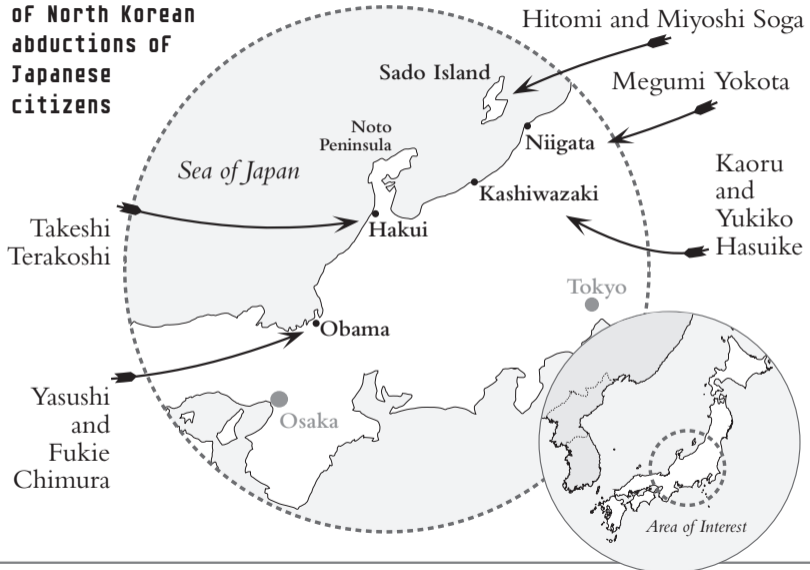 of North Korean
abductions of
Japanese
citizens
Hitomi and Miyoshi Soga
Sado Island
Megumi Yokota
Noto
Peninsula
Niigata
Sea of Japan
Kaoru
and
Yukiko
Hasuike
Kashiwazaki
Takeshi
Terakoshi
Hakui
Tokyo
Obama
Yasushi
and
Fukie
Chimura
Osaka
Area of Interest